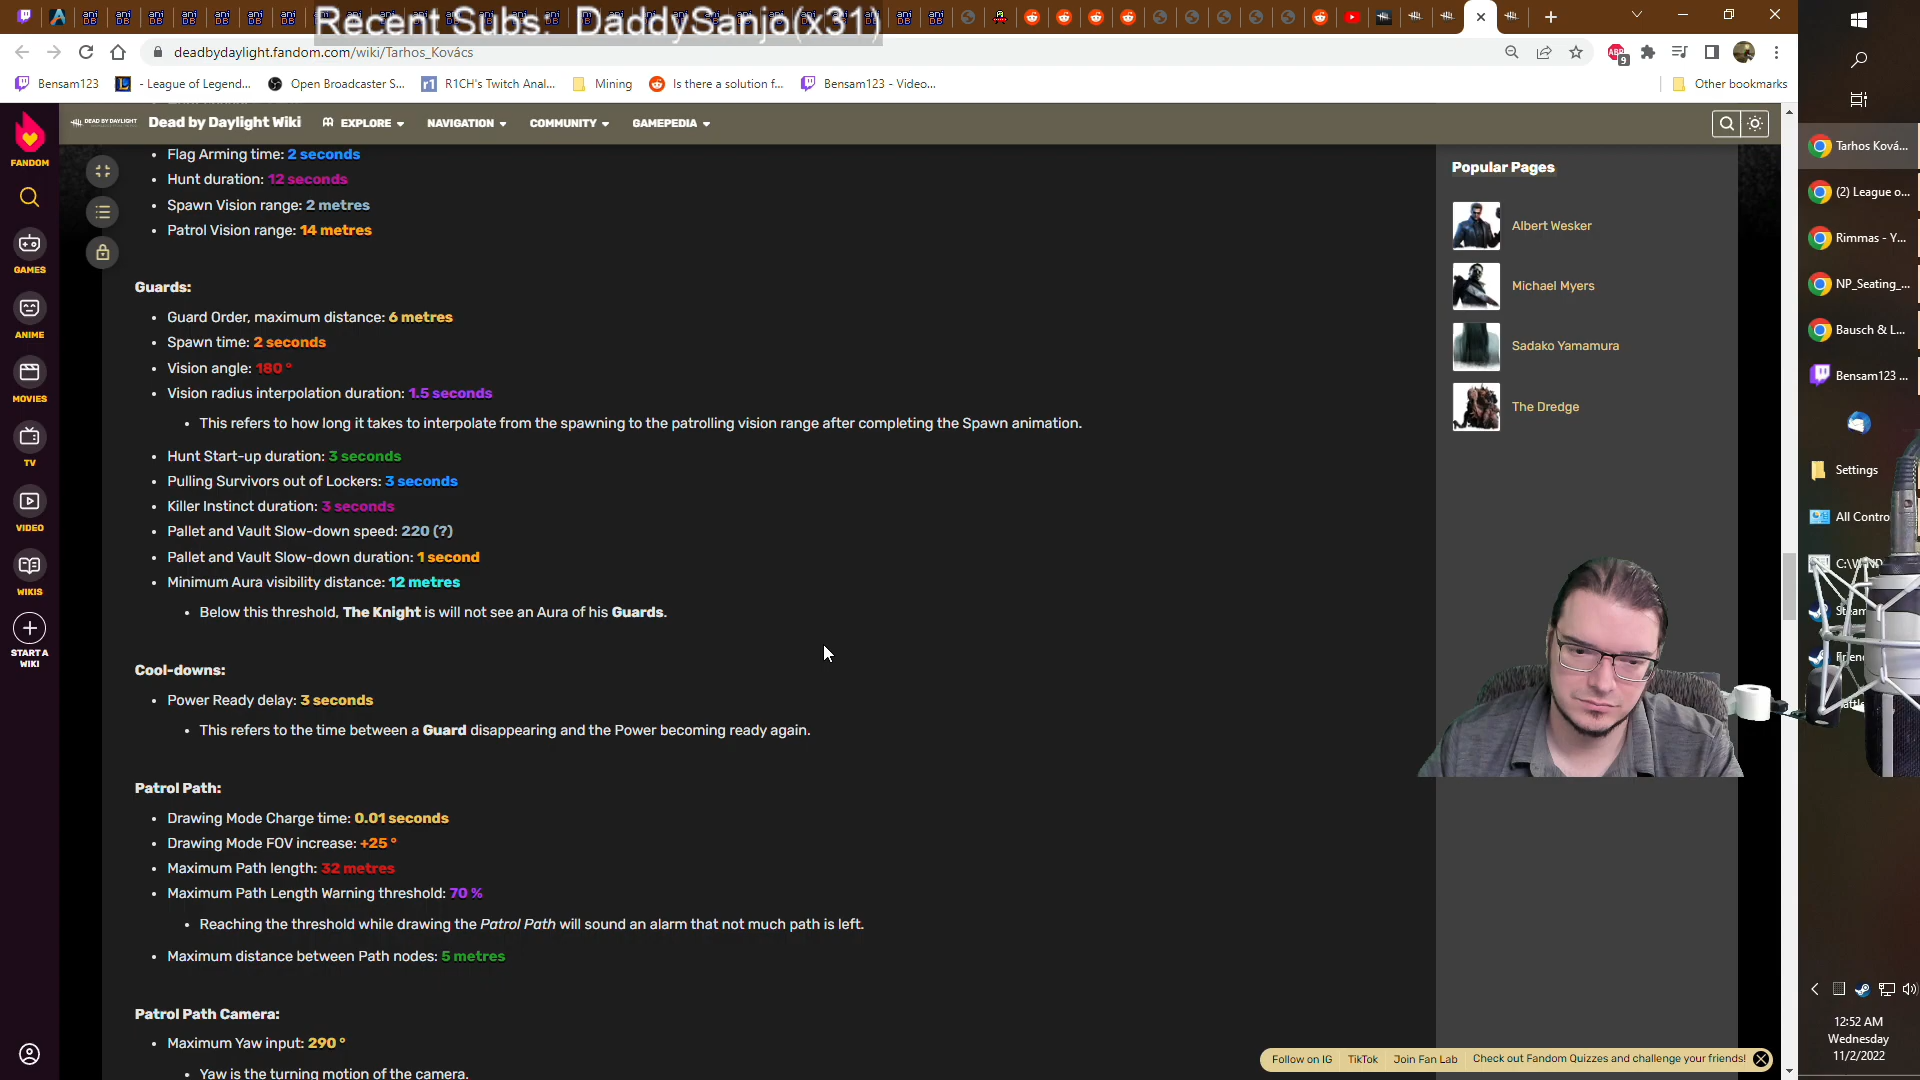 Recent Subs: DaddySanjo(x31)
deadbydaylight.fandom.com/wiki/Tarhos_Kovács
Bensam123
- League of Legend...
Open Broadcaster S...
R1CH's Twitch Anal...
Mining
Is there a solution f...
Bensam123 - Video...
Other bookmarks
DEAD BY DAYLIGHT
Dead by Daylight Wiki
EXPLORE
NAVIGATION
COMMUNITY
GAMEPEDIA
FANDOM
GAMES
ANIME
MOVIES
TV
VIDEO
WIKIS
START A
WIKI
Flag Arming time: 2 seconds
Hunt duration: 12 seconds
Spawn Vision range: 2 metres
Patrol Vision range: 14 metres
Guards:
Guard Order, maximum distance: 6 metres
Spawn time: 2 seconds
Vision angle: 180 °
Vision radius interpolation duration: 1.5 seconds
This refers to how long it takes to interpolate from the spawning to the patrolling vision range after completing the Spawn animation.
Hunt Start-up duration: 3 seconds
Pulling Survivors out of Lockers: 3 seconds
Killer Instinct duration: 3 seconds
Pallet and Vault Slow-down speed: 220 (?)
Pallet and Vault Slow-down duration: 1 second
Minimum Aura visibility distance: 12 metres
Below this threshold, The Knight is will not see an Aura of his Guards.
Cool-downs:
Power Ready delay: 3 seconds
This refers to the time between a Guard disappearing and the Power becoming ready again.
Patrol Path:
Drawing Mode Charge time: 0.01 seconds
Drawing Mode FOV increase: +25 °
Maximum Path length: 32 metres
Maximum Path Length Warning threshold: 70 %
Reaching the threshold while drawing the Patrol Path will sound an alarm that not much path is left.
Maximum distance between Path nodes: 5 metres
Patrol Path Camera:
Maximum Yaw input: 290 °
Yaw is the turning motion of the camera.
Popular Pages
Albert Wesker
Michael Myers
Sadako Yamamura
The Dredge
Follow on IG
TikTok
Join Fan Lab
Check out Fandom Quizzes and challenge your friends!
Tarhos Ková...
(2) League o...
Rimmas - Y...
NP_Seating_...
Bausch & L...
Bensam123 ...
Settings
All Contro
12:52 AM
Wednesday
11/2/2022